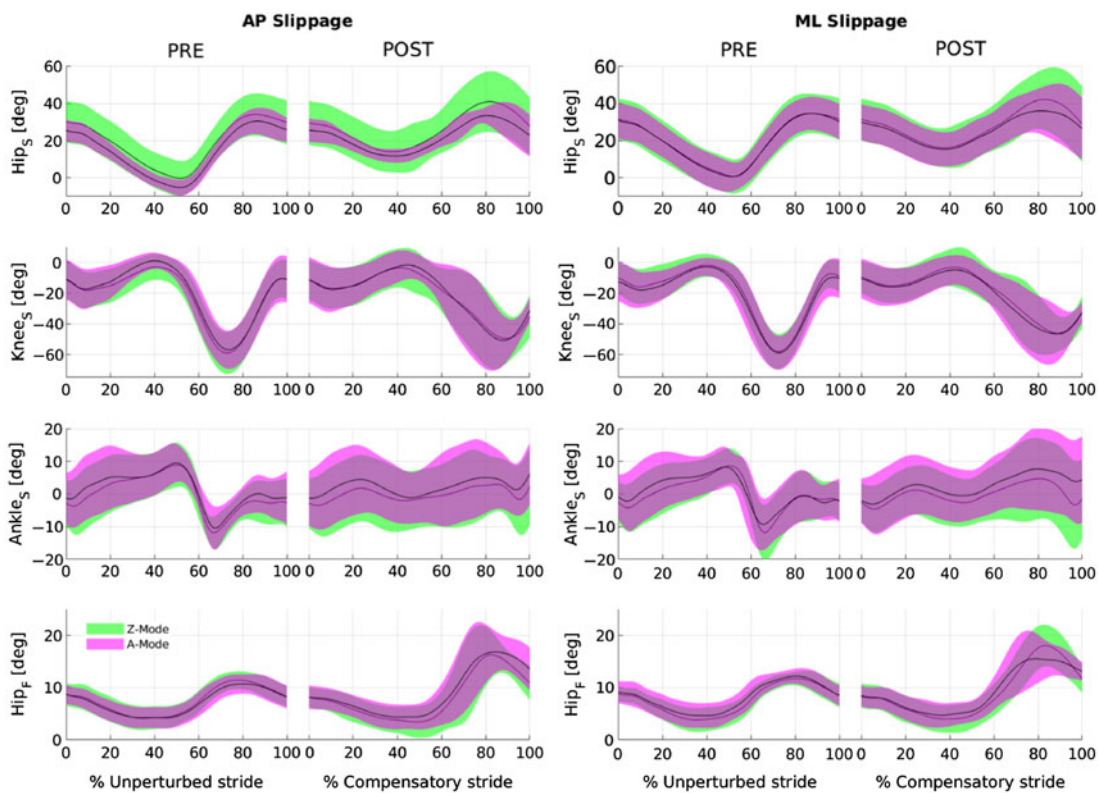 AP Slippage ML Slippage
PRE POST PRE POST
Hip_S [deg] Hip_S [deg]
60 60
40 40
20 20
0 0
0 20 40 60 80 100 0 20 40 60 80 100 0 20 40 60 80 100 0 20 40 60 80 100
Knee_S [deg] Knee_S [deg]
0 0
−20 −20
−40 −40
−60 −60
0 20 40 60 80 100 0 20 40 60 80 100 0 20 40 60 80 100 0 20 40 60 80 100
Ankle_S [deg] Ankle_S [deg]
20 20
10 10
0 0
−10 −10
−20 −20
0 20 40 60 80 100 0 20 40 60 80 100 0 20 40 60 80 100 0 20 40 60 80 100
Hip_F [deg] Hip_F [deg]
20 20
Z-Mode
A-Mode
10 10
0 0
0 20 40 60 80 100 0 20 40 60 80 100 0 20 40 60 80 100 0 20 40 60 80 100
% Unperturbed stride % Compensatory stride % Unperturbed stride % Compensatory stride